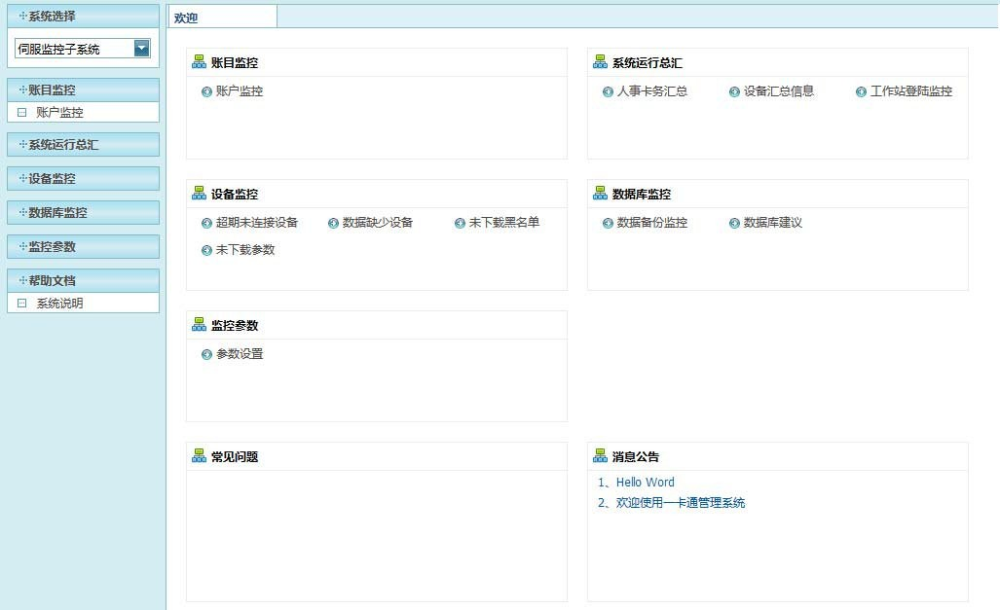 系统选择
伺服监控子系统
账目监控
账户监控
系统运行总汇
设备监控
数据库监控
监控参数
帮助文档
系统说明
欢迎
账目监控
账户监控
系统运行总汇
人事卡务汇总 设备汇总信息 工作站登陆监控
设备监控
超期未连接设备 数据缺少设备 未下载黑名单
未下载参数
数据库监控
数据备份监控 数据库建议
监控参数
参数设置
常见问题
消息公告
1、Hello Word
2、欢迎使用一卡通管理系统